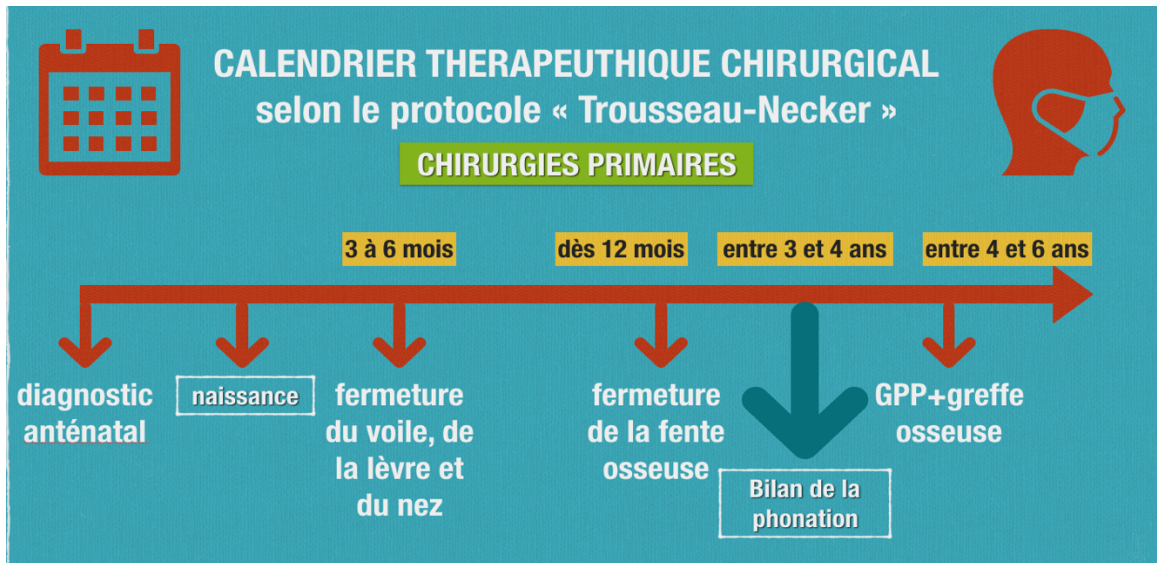 CALENDRIER THERAPEUTHIQUE CHIRURGICAL
selon le protocole « Trousseau-Necker »
CHIRURGIES PRIMAIRES
3 à 6 mois
dès 12 mois
entre 3 et 4 ans
entre 4 et 6 ans
diagnostic
anténatal
naissance
fermeture
du voile, de
la lèvre et
du nez
fermeture
de la fente
osseuse
Bilan de la
phonation
GPP+greffe
osseuse